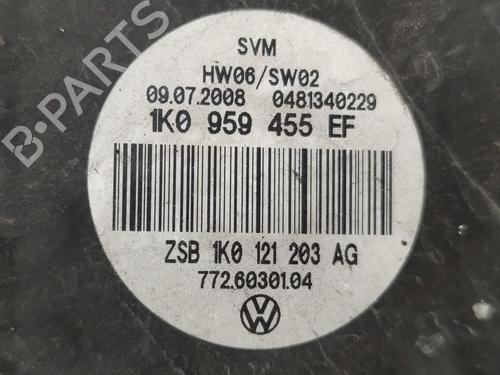 B-PARTS
SVM
HW06/SW02
09.07.2008 0481340229
1K0 959 455 EF
ZSB 1K0 121 203 AG
772.60301.04